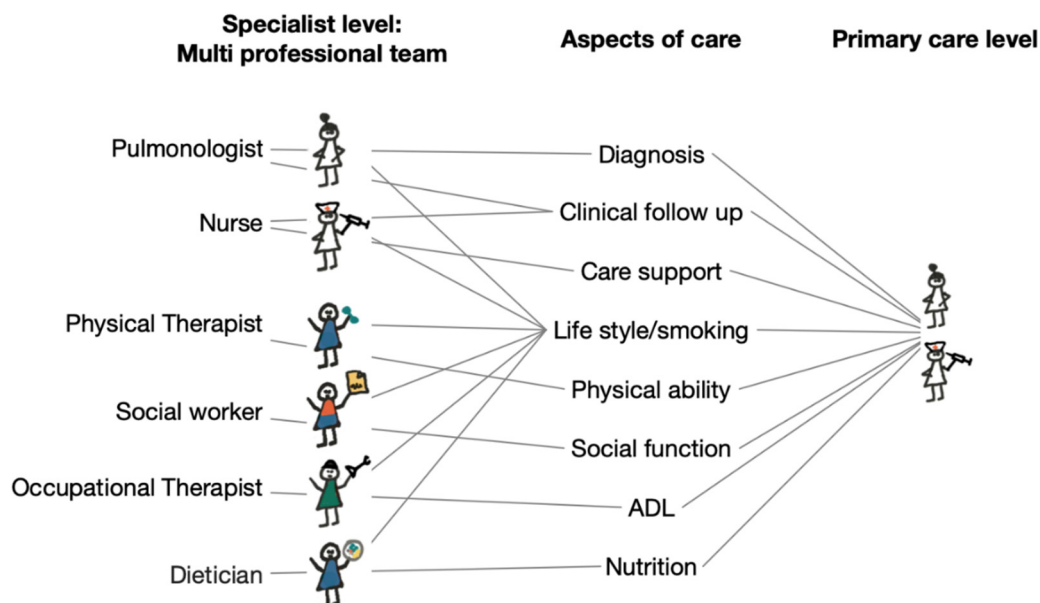 Specialist level:
Multi professional team
Aspects of care
Primary care level
Pulmonologist
Nurse
Physical Therapist
Social worker
Occupational Therapist
Dietician
Diagnosis
Clinical follow up
Care support
Life style/smoking
Physical ability
Social function
ADL
Nutrition